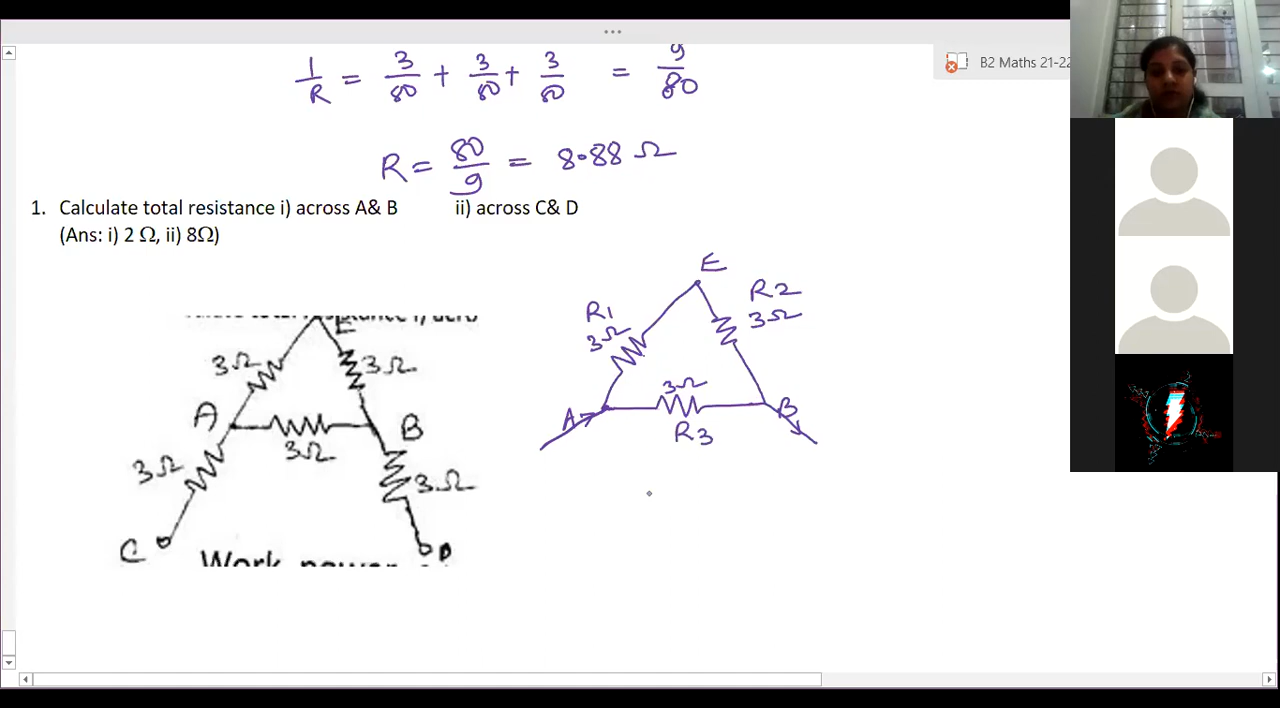 1/R = 3/80 + 3/80 + 3/80 = 9/80
B2 Maths 21-22
R = 80/9 = 8.88 Ω
1. Calculate total resistance i) across A& B ii) across C& D
(Ans: i) 2 Ω, ii) 8Ω)
E
R1
3Ω
R2
3Ω
A
3Ω
B
R3
E
3Ω
3Ω
A
B
3Ω
3Ω
3Ω
C
D
Work power